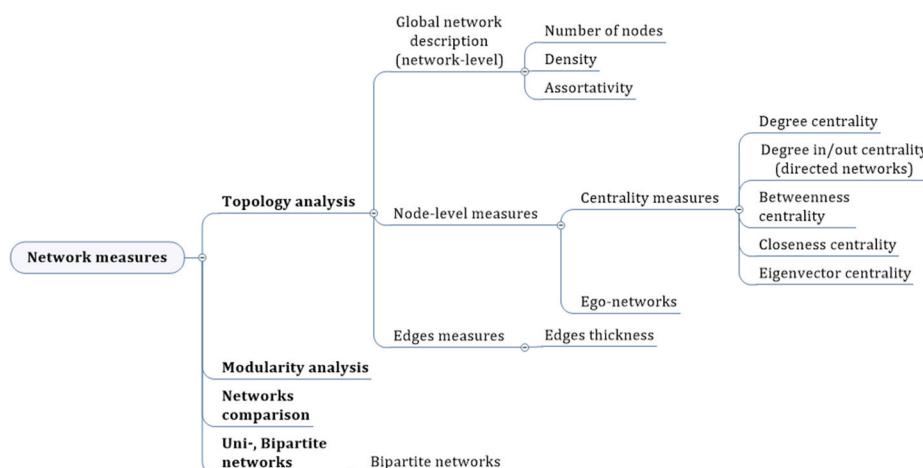 Global network
description
(network-level)
Number of nodes
Density
Assortativity
Degree centrality
Degree in/out centrality
(directed networks)
Topology analysis
Node-level measures
Centrality measures
Betweenness
centrality
Network measures
Closeness centrality
Eigenvector centrality
Ego-networks
Edges measures
Edges thickness
Modularity analysis
Networks
comparison
Uni-, Bipartite
networks
Bipartite networks